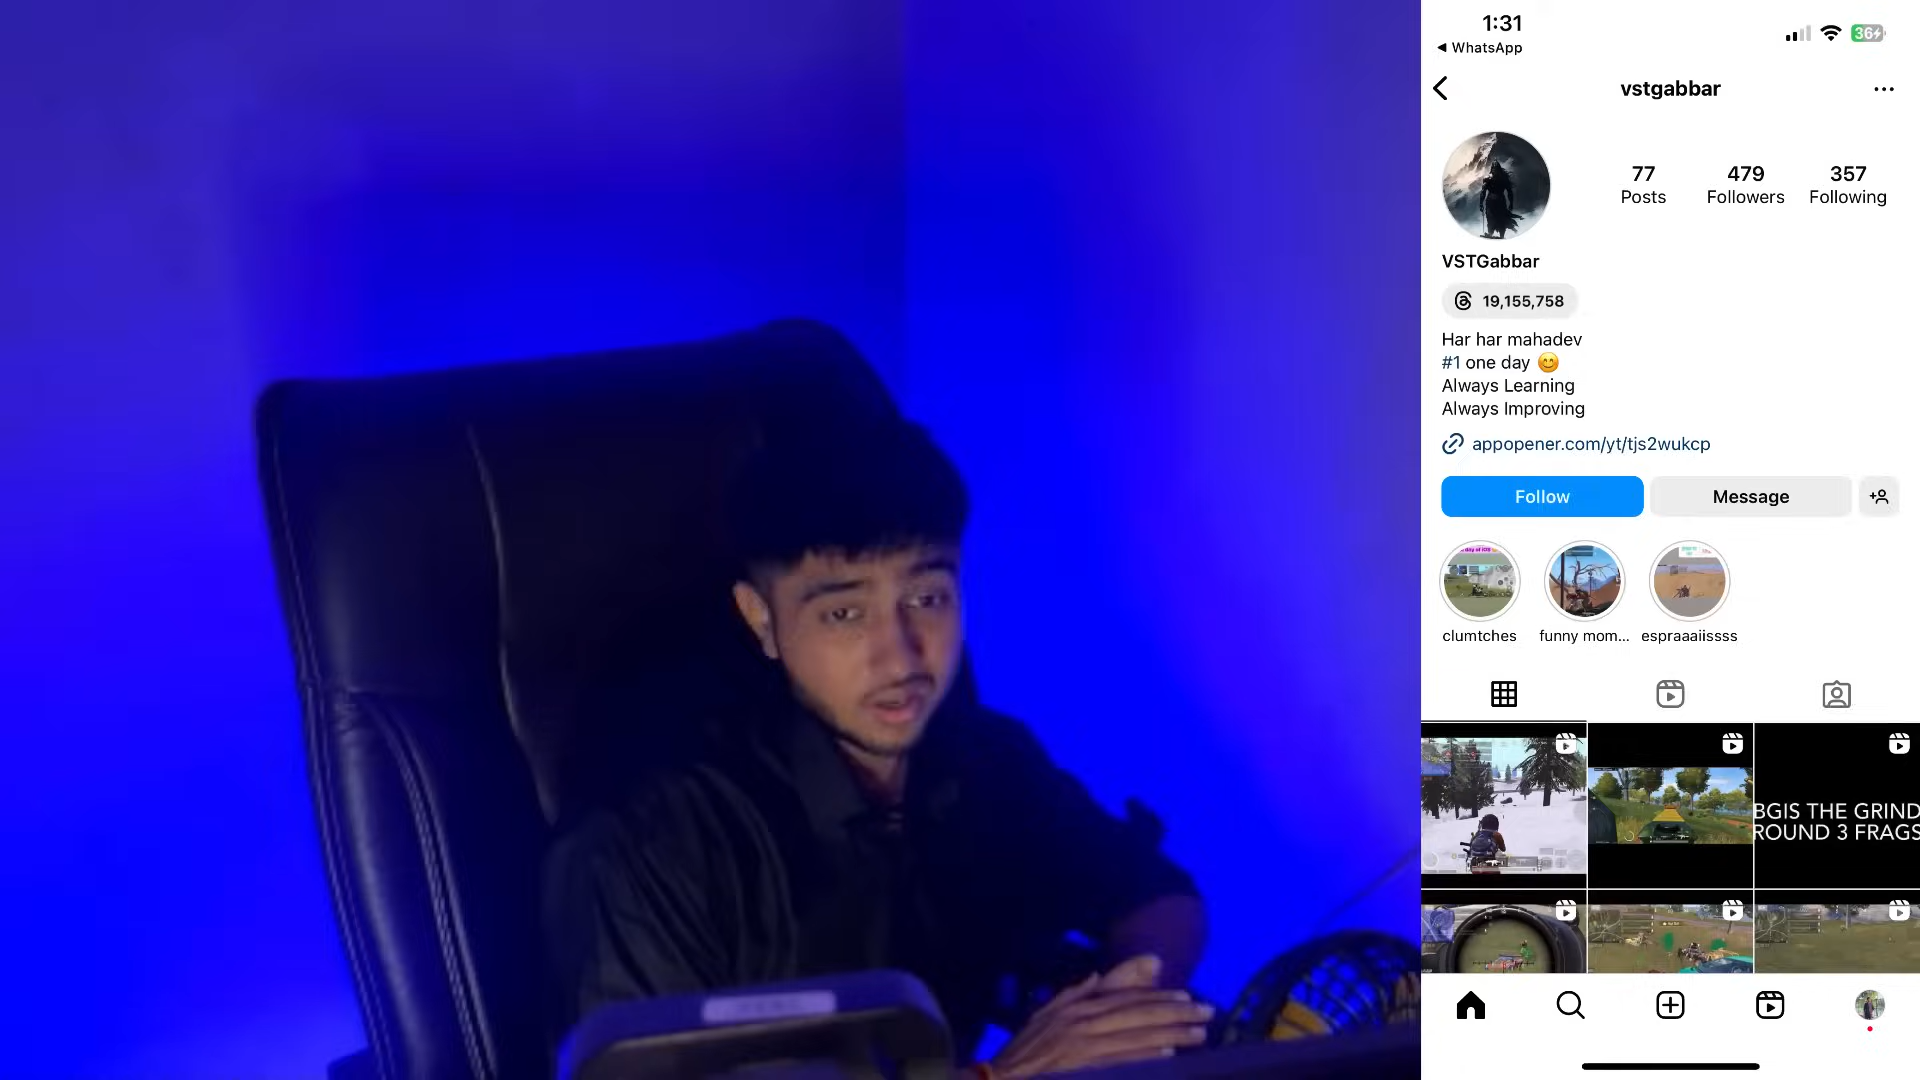 1:31
◄ WhatsApp
36
vstgabbar
77
Posts
479
Followers
357
Following
VSTGabbar
19,155,758
Har har mahadev
#1 one day 😊
Always Learning
Always Improving
appopener.com/yt/tjs2wukcp
Follow
Message
clumtches
funny mom...
espraaaiissss
BGIS THE GRIND
ROUND 3 FRAGS